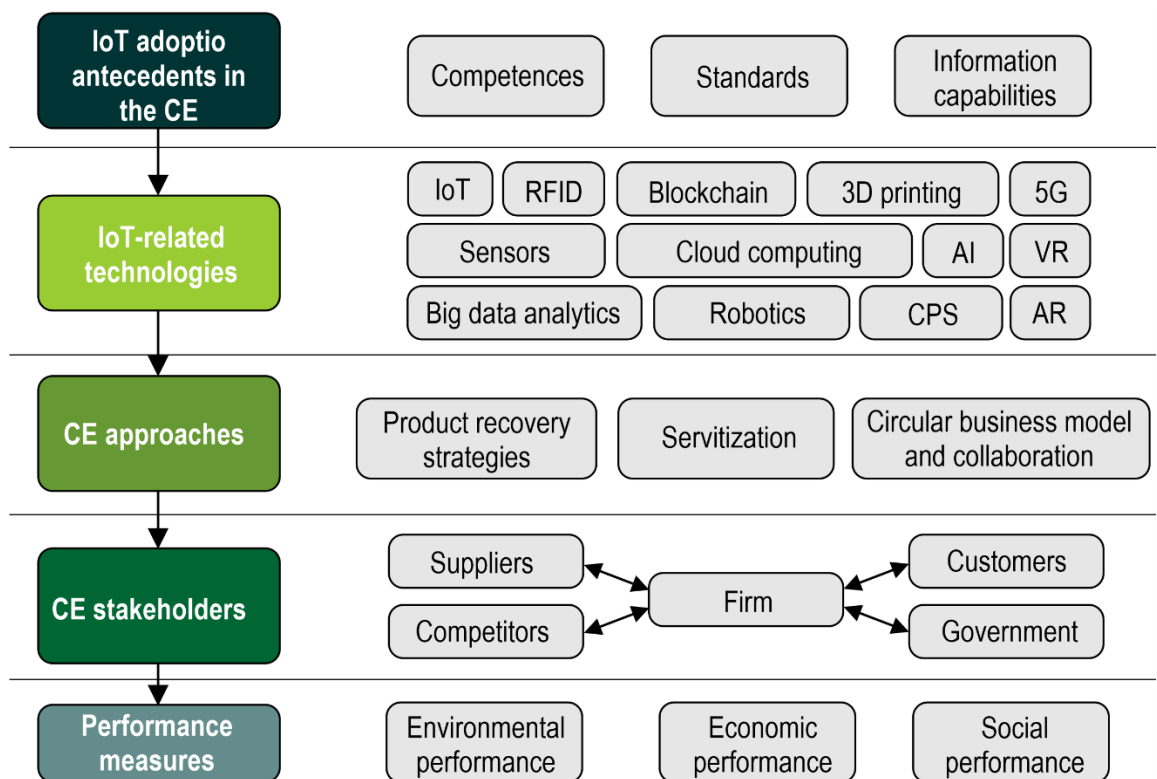 IoT adoptio
antecedents in
the CE
Competences
Standards
Information
capabilities
IoT-related
technologies
IoT
RFID
Blockchain
3D printing
5G
Sensors
Cloud computing
AI
VR
Big data analytics
Robotics
CPS
AR
CE approaches
Product recovery
strategies
Servitization
Circular business model
and collaboration
CE stakeholders
Suppliers
Competitors
Firm
Customers
Government
Performance
measures
Environmental
performance
Economic
performance
Social
performance